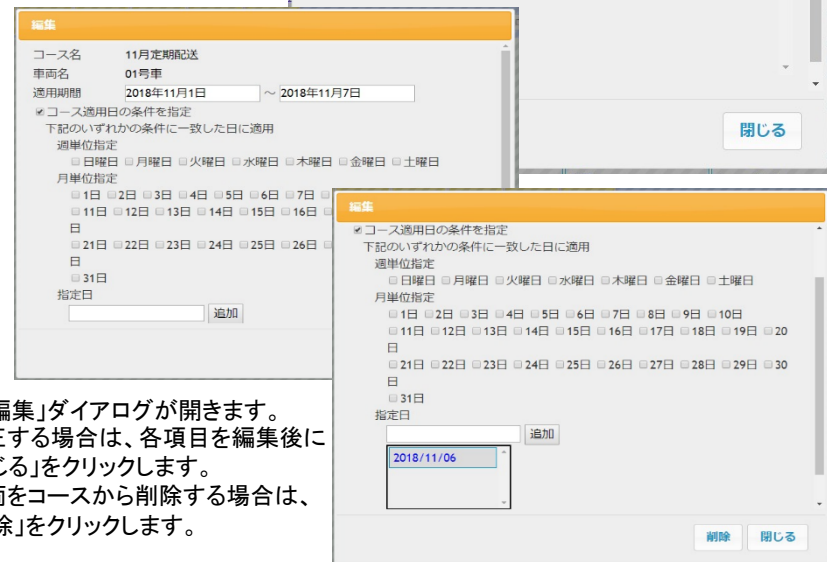 編集
コース名 11月定期配送
車両名 01号車
適用期間 2018年11月1日 ～ 2018年11月7日
コース適用日の条件を指定
下記のいずれかの条件に一致した日に適用
週単位指定
日曜日 月曜日 火曜日 水曜日 木曜日 金曜日 土曜日
月単位指定
1日 2日 3日 4日 5日 6日 7日
11日 12日 13日 14日 15日 16日
日
21日 22日 23日 24日 25日 26日
日
31日
指定日
追加
閉じる
編集
コース適用日の条件を指定
下記のいずれかの条件に一致した日に適用
週単位指定
日曜日 月曜日 火曜日 水曜日 木曜日 金曜日 土曜日
月単位指定
1日 2日 3日 4日 5日 6日 7日 8日 9日 10日
11日 12日 13日 14日 15日 16日 17日 18日 19日 20
日
21日 22日 23日 24日 25日 26日 27日 28日 29日 30
日
31日
指定日
追加
2018/11/06
削除 閉じる
編集」ダイアログが開きます。
正する場合は、各項目を編集後に
じる」をクリックします。
両をコースから削除する場合は、
除」をクリックします。